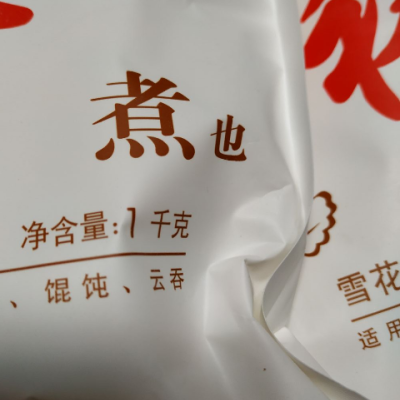 煮也
净含量:1千克
、馄饨、云吞
雪花
适用